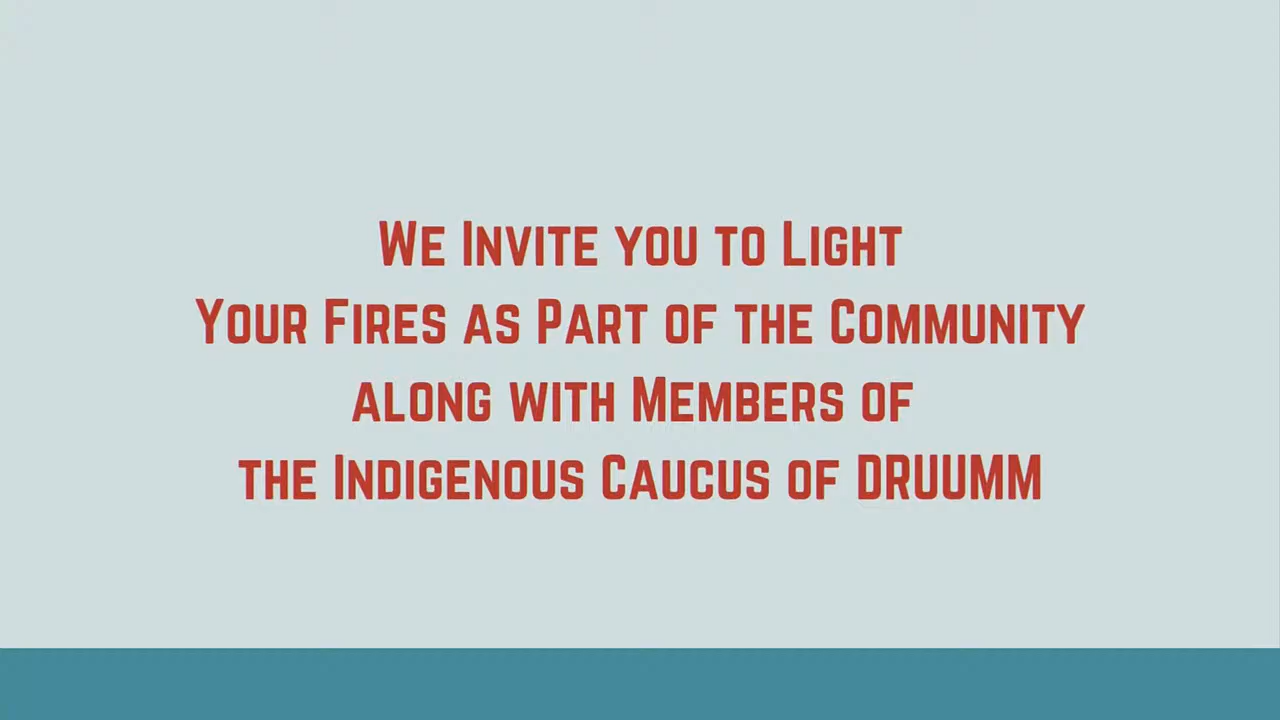 We Invite you to Light
Your Fires as Part of the Community
along with Members of
the Indigenous Caucus of DRUUMM